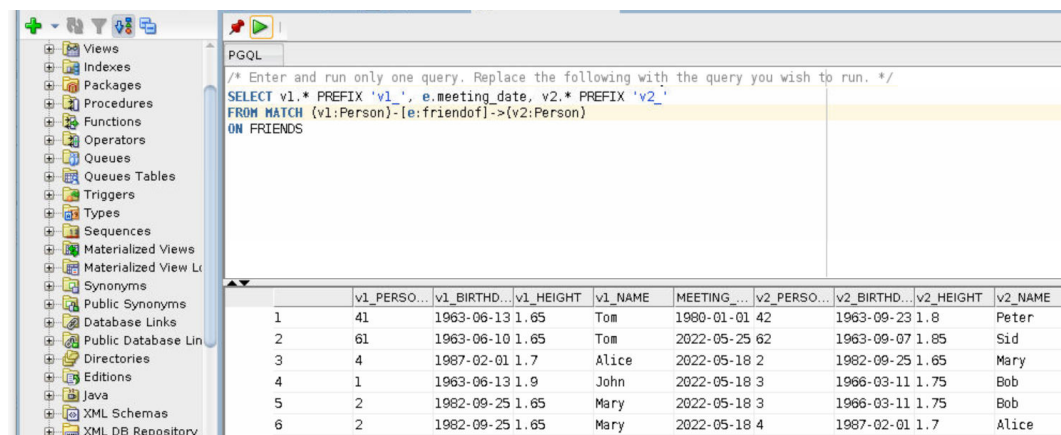 Views
Indexes
Packages
Procedures
Functions
Operators
Queues
Queues Tables
Triggers
Types
Sequences
Materialized Views
Materialized View Lo
Synonyms
Public Synonyms
Database Links
Public Database Lin
Directories
Editions
Java
XML Schemas
XML DB Repository
PGQL
/* Enter and run only one query. Replace the following with the query you wish to run. */
SELECT v1.* PREFIX 'v1_', e.meeting_date, v2.* PREFIX 'v2_'
FROM MATCH (v1:Person)-[e:friendof]->(v2:Person)
ON FRIENDS
v1_PERSO... v1_BIRTHD... v1_HEIGHT v1_NAME MEETING_... v2_PERSO... v2_BIRTHD... v2_HEIGHT v2_NAME
1 41 1963-06-13 1.65 Tom 1980-01-01 42 1963-09-23 1.8 Peter
2 61 1963-06-10 1.65 Tom 2022-05-25 62 1963-09-07 1.85 Sid
3 4 1987-02-01 1.7 Alice 2022-05-18 2 1982-09-25 1.65 Mary
4 1 1963-06-13 1.9 John 2022-05-18 3 1966-03-11 1.75 Bob
5 2 1982-09-25 1.65 Mary 2022-05-18 3 1966-03-11 1.75 Bob
6 2 1982-09-25 1.65 Mary 2022-05-18 4 1987-02-01 1.7 Alice